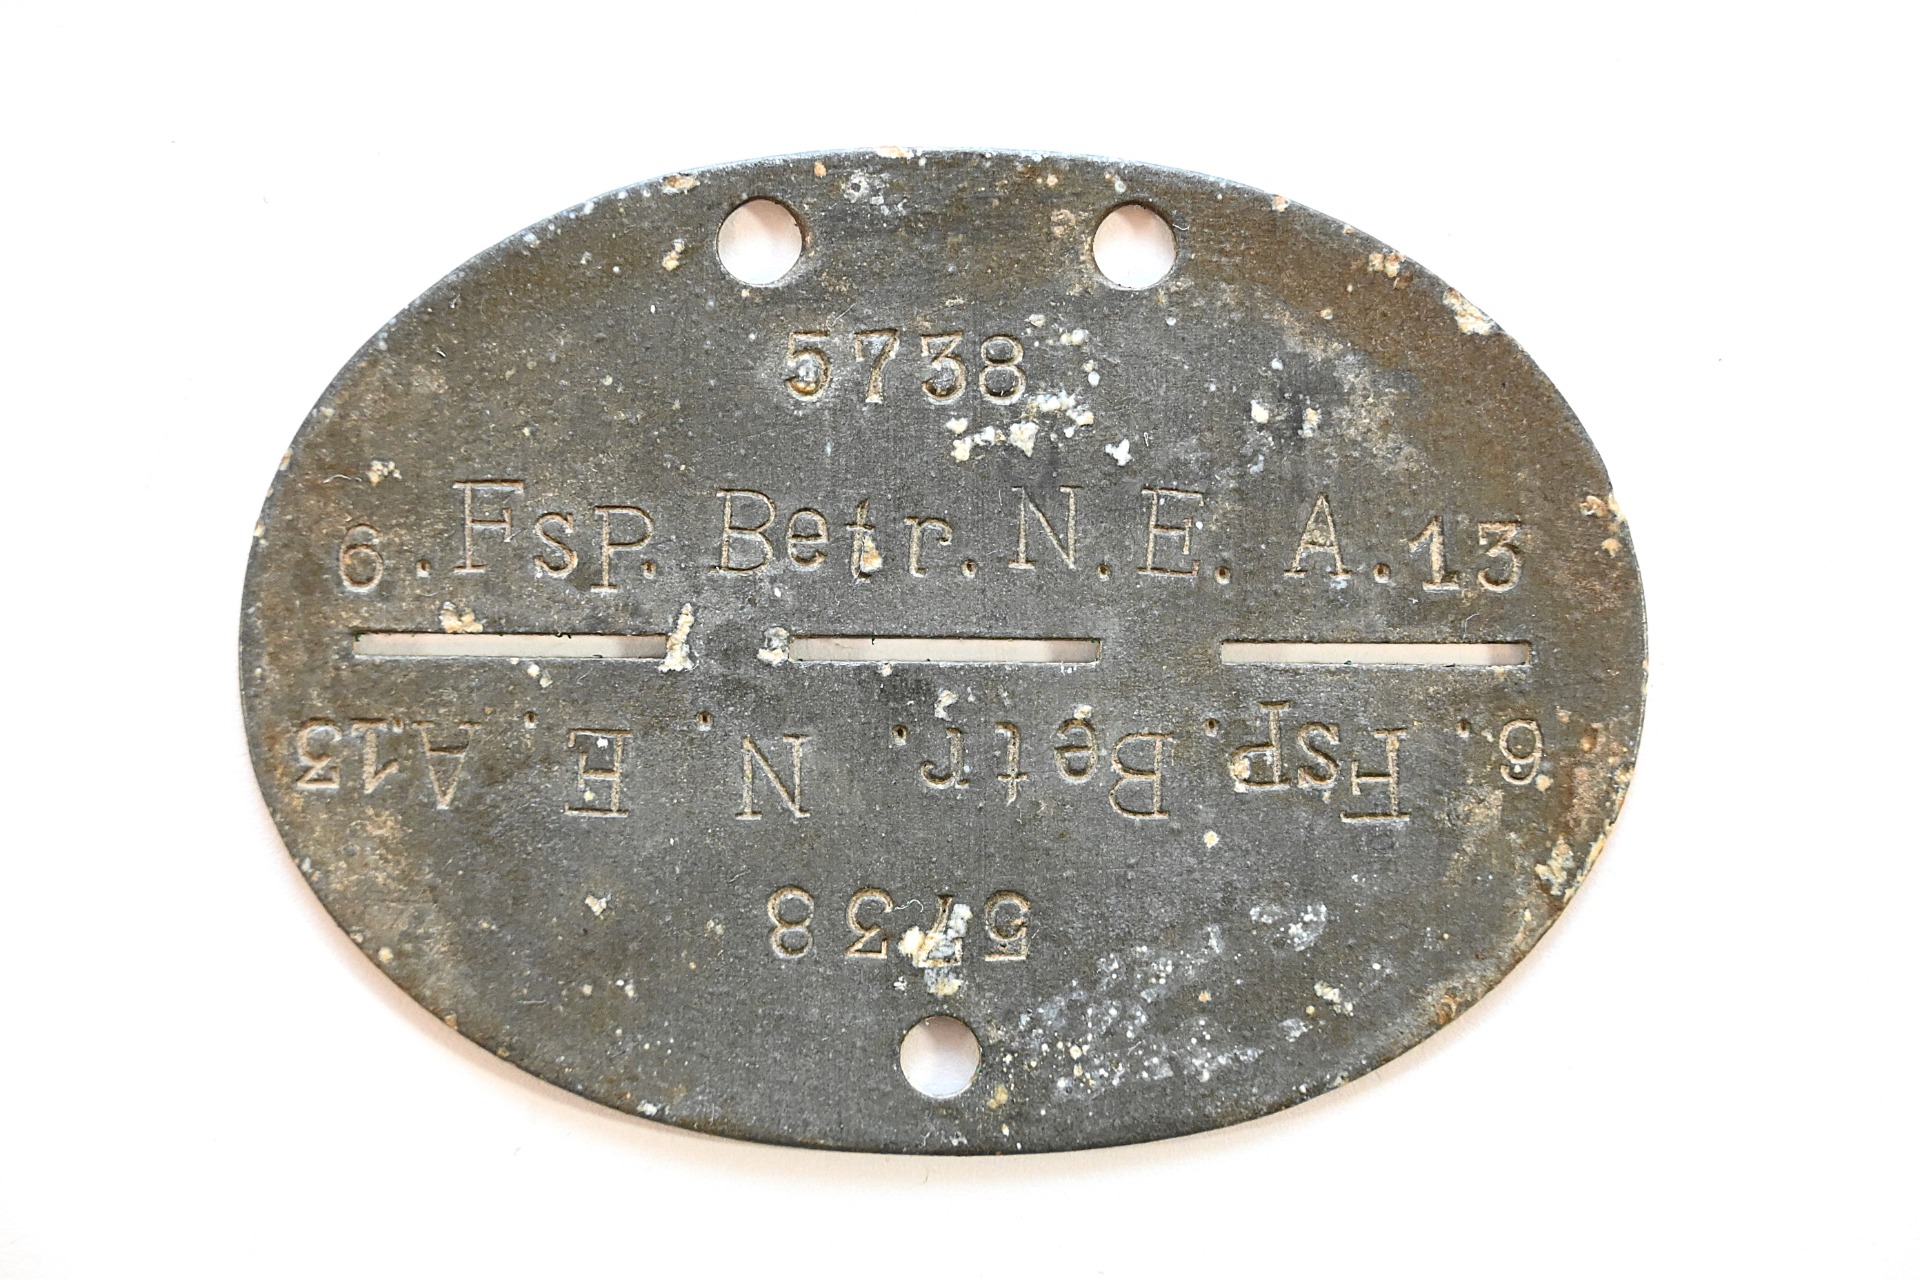 5738
6. Fsp. Betr. N. E. A. 13
6. Fsp. Betr. N. E. A. 13
5738